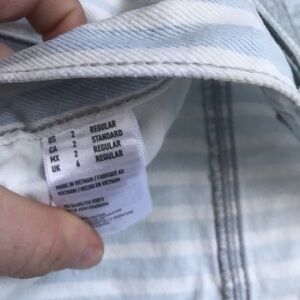 US 2 REGULAR
CA 2 STANDARD
MX 2 REGULAR
UK 6 REGULAR
MADE IN VIETNAM / FABRIQUÉ AU
VIETNAM / HECHO EN VIETNAM